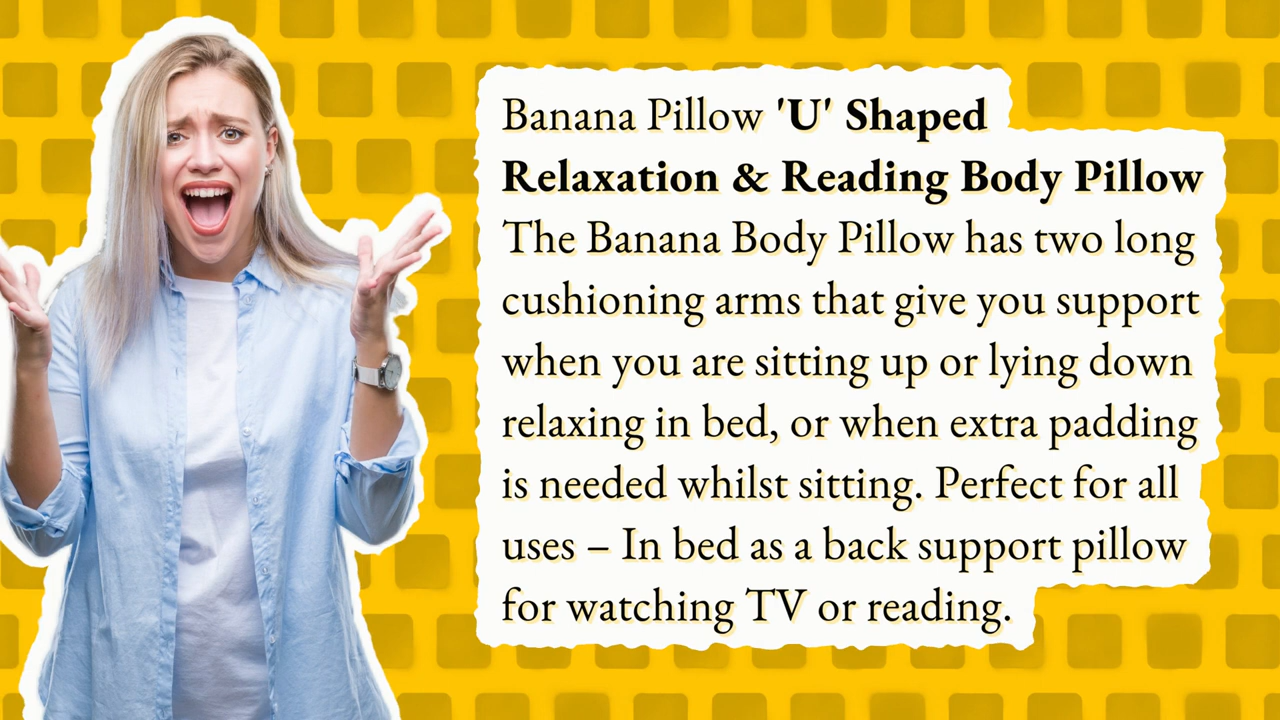 Banana Pillow 'U' Shaped
Relaxation & Reading Body Pillow
The Banana Body Pillow has two long
cushioning arms that give you support
when you are sitting up or lying down
relaxing in bed, or when extra padding
is needed whilst sitting. Perfect for all
uses – In bed as a back support pillow
for watching TV or reading.